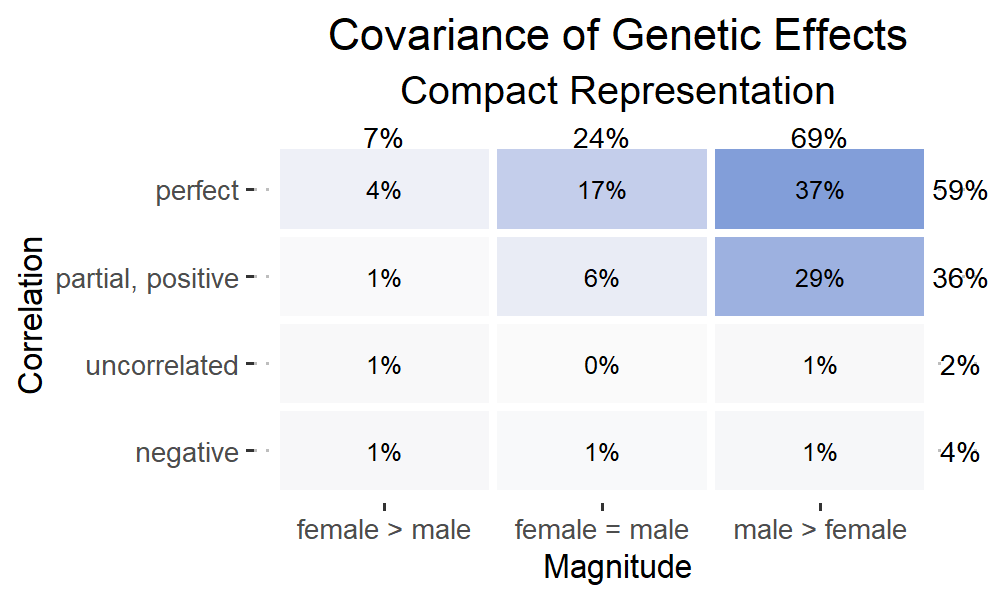 Covariance of Genetic Effects
Compact Representation
7% 24% 69%
perfect 4% 17% 37% 59%
partial, positive 1% 6% 29% 36%
uncorrelated 1% 0% 1% 2%
negative 1% 1% 1% 4%
Correlation
female > male female = male male > female
Magnitude